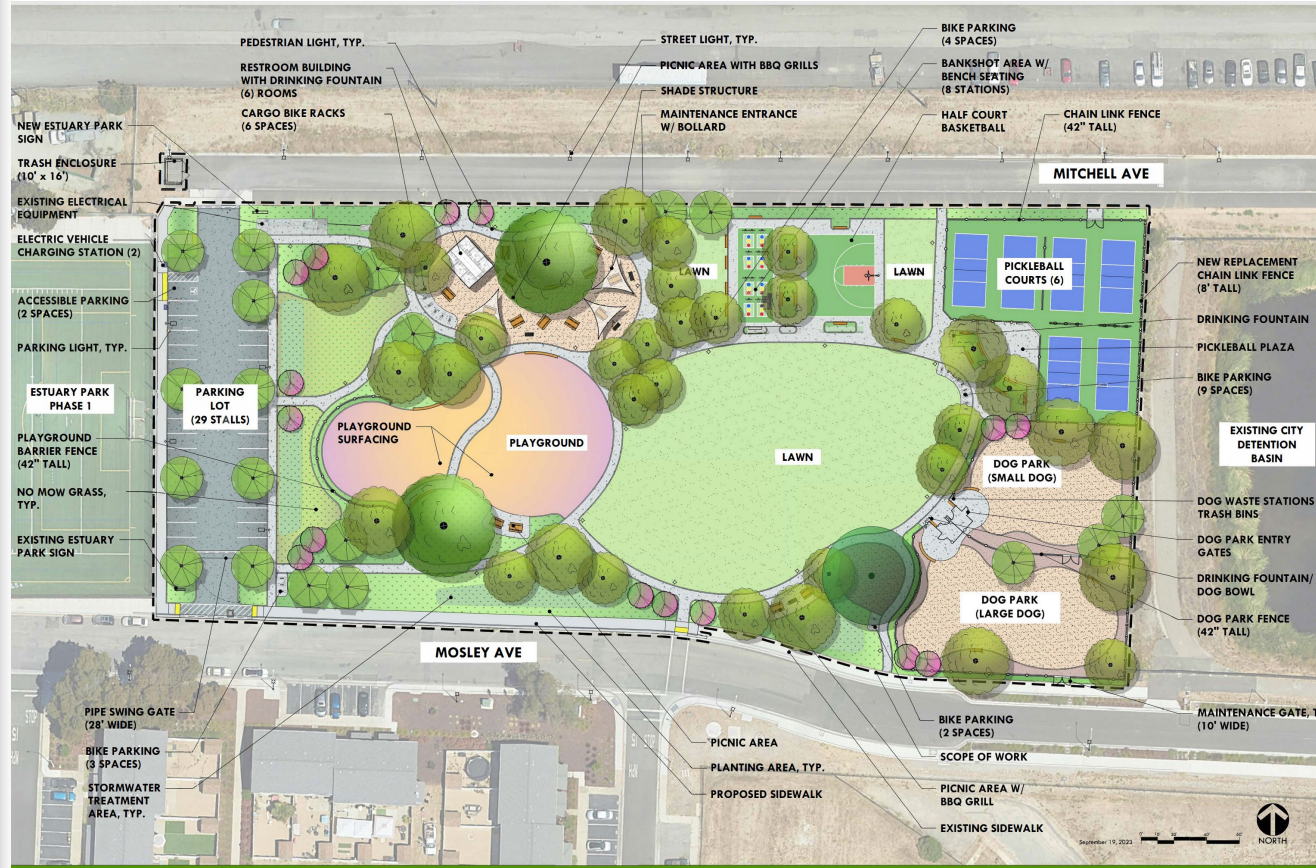 PEDESTRIAN LIGHT, TYP.
RESTROOM BUILDING
WITH DRINKING FOUNTAIN
(6) ROOMS
CARGO BIKE RACKS
(6 SPACES)
STREET LIGHT, TYP.
PICNIC AREA WITH BBQ GRILLS
SHADE STRUCTURE
MAINTENANCE ENTRANCE
W/ BOLLARD
BIKE PARKING
(4 SPACES)
BANKSHOT AREA W/
BENCH SEATING
(8 STATIONS)
HALF COURT
BASKETBALL
CHAIN LINK FENCE
(42" TALL)
MITCHELL AVE
NEW ESTUARY PARK
SIGN
TRASH ENCLOSURE
(10' x 16')
EXISTING ELECTRICAL
EQUIPMENT
ELECTRIC VEHICLE
CHARGING STATION (2)
ACCESSIBLE PARKING
(2 SPACES)
PARKING LIGHT, TYP.
ESTUARY PARK
PHASE 1
PLAYGROUND
BARRIER FENCE
(42" TALL)
NO MOW GRASS,
TYP.
EXISTING ESTUARY
PARK SIGN
PARKING
LOT
(29 STALLS)
PLAYGROUND
SURFACING
PLAYGROUND
LAWN
LAWN
LAWN
PICKLEBALL
COURTS (6)
DOG PARK
(SMALL DOG)
DOG PARK
(LARGE DOG)
NEW REPLACEMENT
CHAIN LINK FENCE
(8' TALL)
DRINKING FOUNTAIN
PICKLEBALL PLAZA
BIKE PARKING
(9 SPACES)
EXISTING CITY
DETENTION
BASIN
DOG WASTE STATIONS
TRASH BINS
DOG PARK ENTRY
GATES
DRINKING FOUNTAIN/
DOG BOWL
DOG PARK FENCE
(42" TALL)
MAINTENANCE GATE, T
(10' WIDE)
MOSLEY AVE
PIPE SWING GATE
(28' WIDE)
BIKE PARKING
(3 SPACES)
STORMWATER
TREATMENT
AREA, TYP.
PICNIC AREA
PLANTING AREA, TYP.
PROPOSED SIDEWALK
BIKE PARKING
(2 SPACES)
SCOPE OF WORK
PICNIC AREA W/
BBQ GRILL
EXISTING SIDEWALK
STOP
STOP
September 19, 2023
NORTH